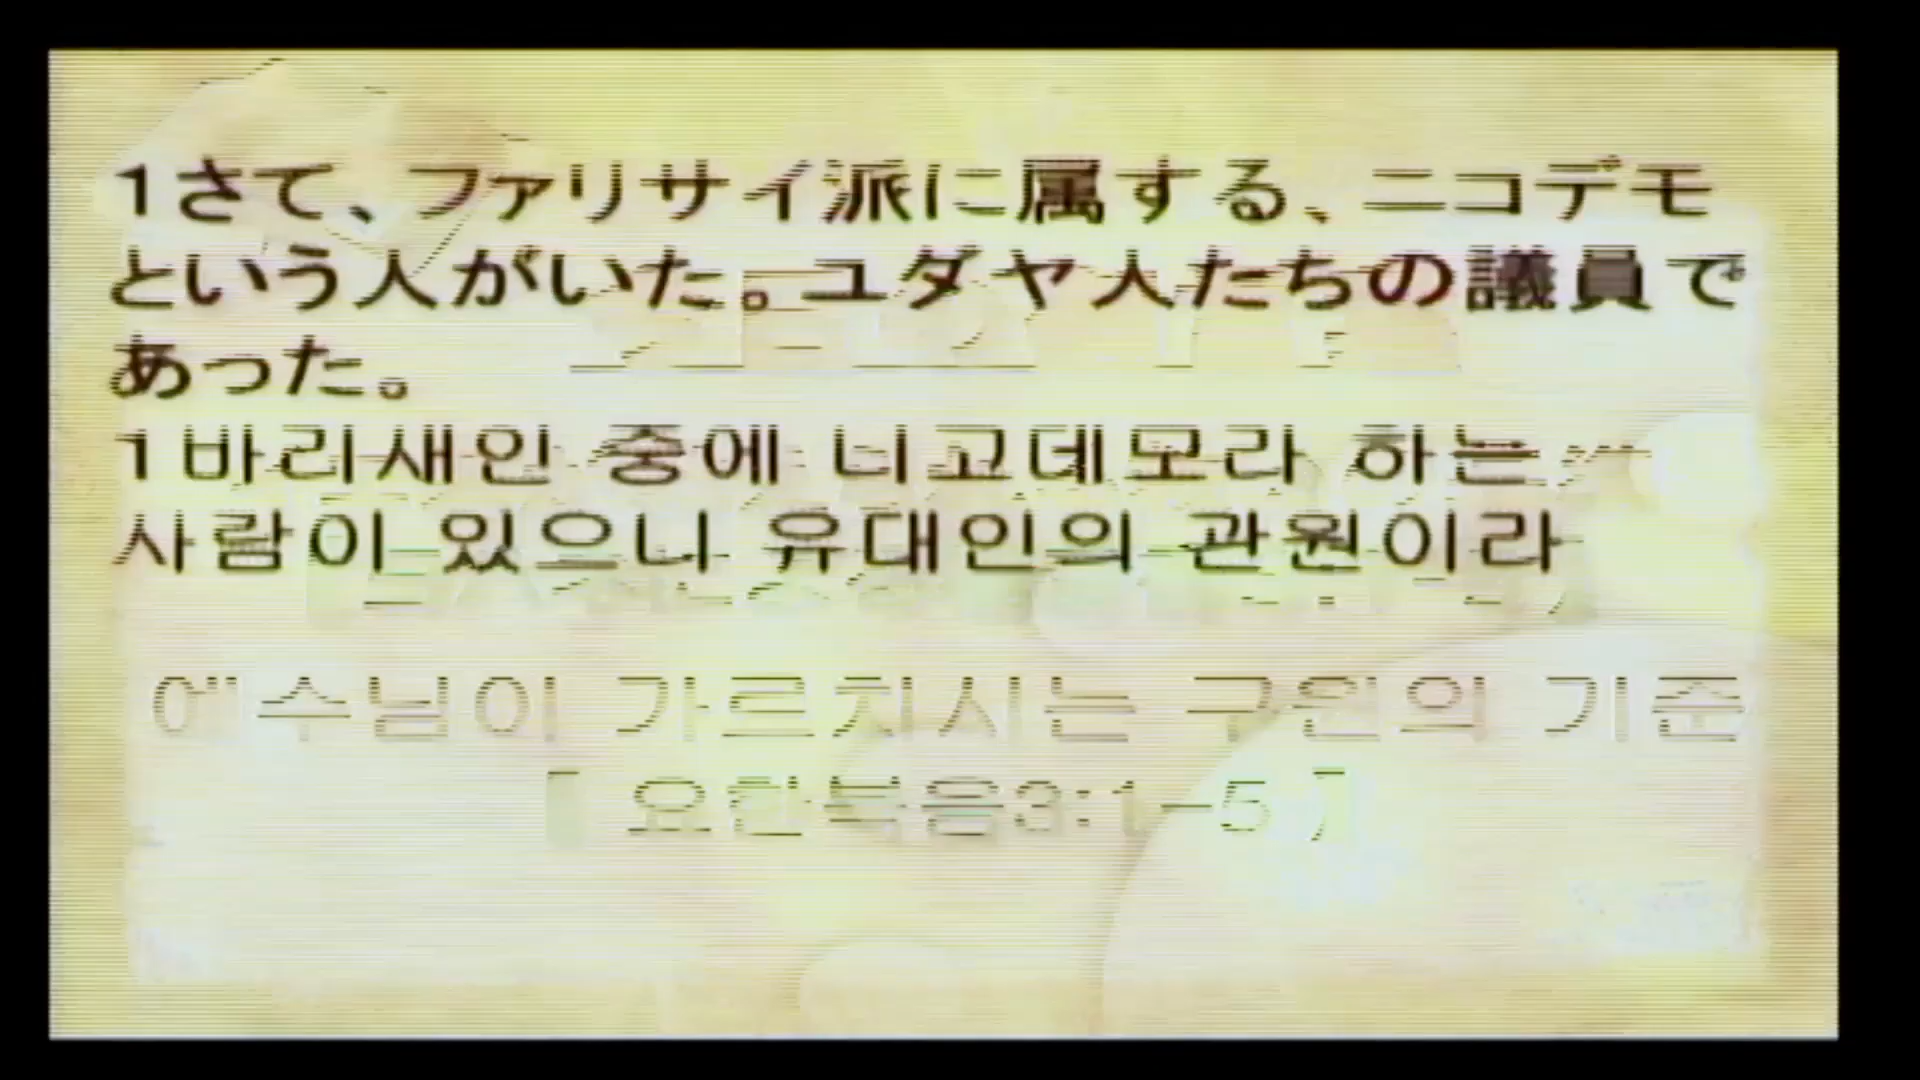 1さて、ファリサイ派に属する、ニコデモ
という人がいた。ユダヤ人たちの議員で
あった。
1바리새인 중에 니고데모라 하는
사람이 있으니 유대인의 관원이라
예수님이 가르치시는 구원의 기준
[ 요한복음3:1-5 ]